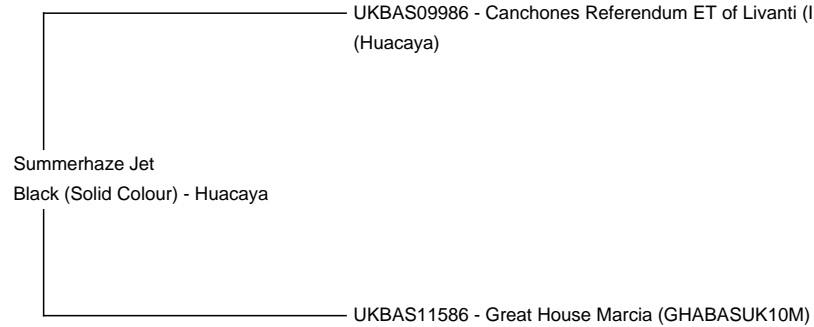 UKBAS09986 - Canchones Referendum ET of Livanti (I
(Huacaya)
Summerhaze Jet
Black (Solid Colour) - Huacaya
UKBAS11586 - Great House Marcia (GHABASUK10M)